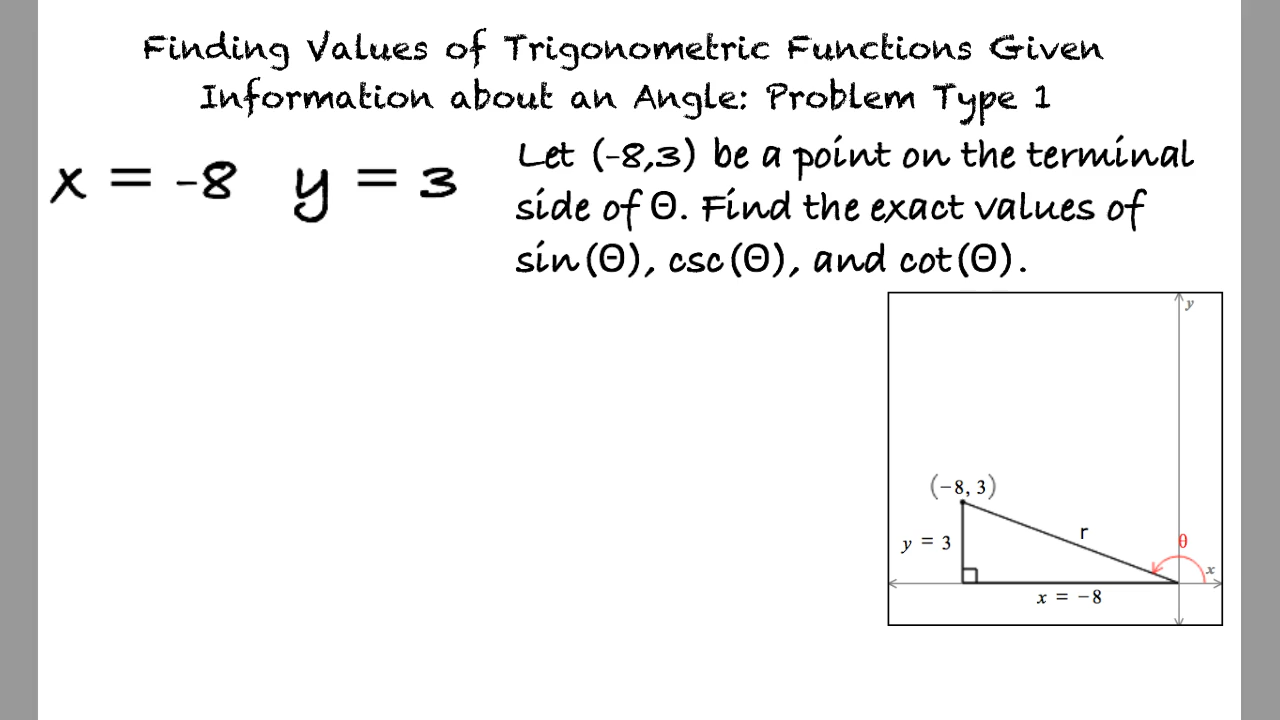 Finding Values of Trigonometric Functions Given
Information about an Angle: Problem Type 1
x = -8 y = 3
Let (-8,3) be a point on the terminal
side of Θ. Find the exact values of
sin(Θ), csc(Θ), and cot(Θ).
y
(−8, 3)
r
y = 3
θ
x
x = −8